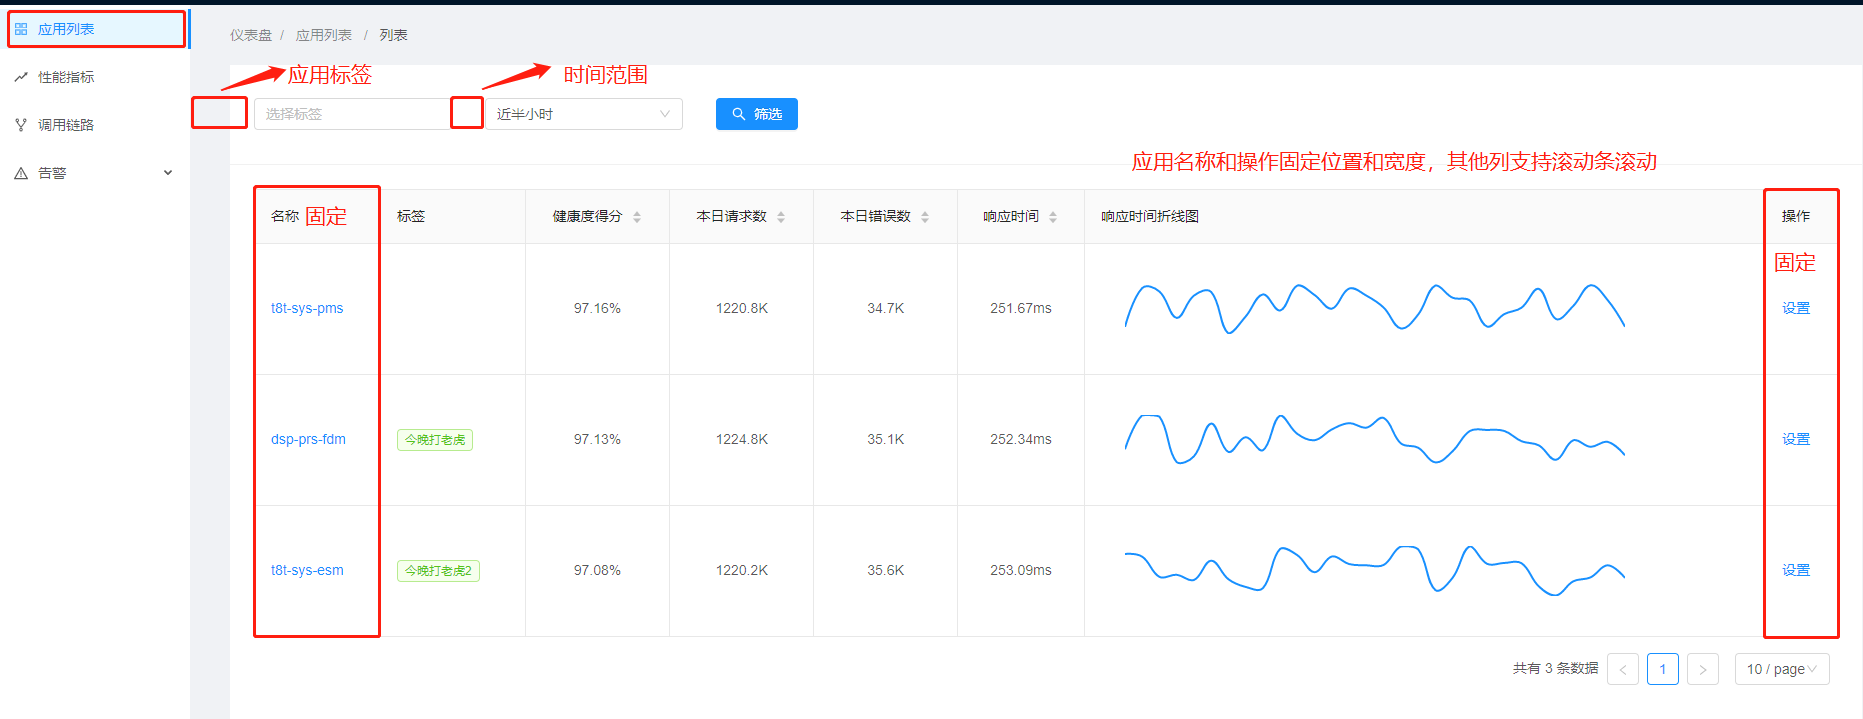 应用列表
性能指标
调用链路
告警
仪表盘 / 应用列表 / 列表
应用标签
时间范围
选择标签
近半小时
筛选
应用名称和操作固定位置和宽度，其他列支持滚动条滚动
名称 固定 标签 健康度得分 本日请求数 本日错误数 响应时间 响应时间折线图 操作
固定
t8t-sys-pms 97.16% 1220.8K 34.7K 251.67ms 设置
dsp-prs-fdm 今晚打老虎 97.13% 1224.8K 35.1K 252.34ms 设置
t8t-sys-esm 今晚打老虎2 97.08% 1220.2K 35.6K 253.09ms 设置
共有 3 条数据 < 1 > 10 / page